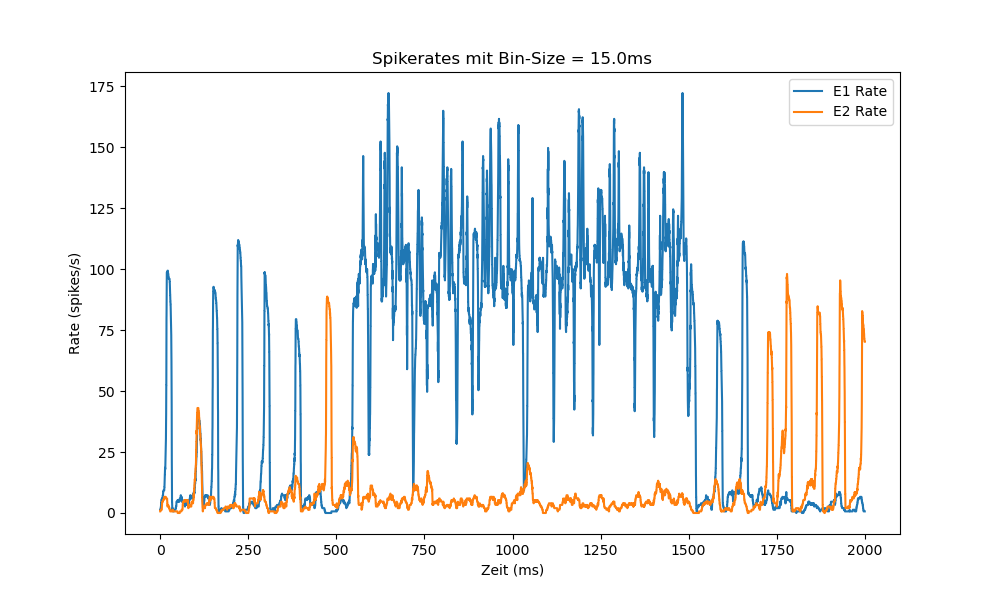 Spikerates mit Bin-Size = 15.0ms
E1 Rate
E2 Rate
Rate (spikes/s)
175
150
125
100
75
50
25
0
0 250 500 750 1000 1250 1500 1750 2000
Zeit (ms)